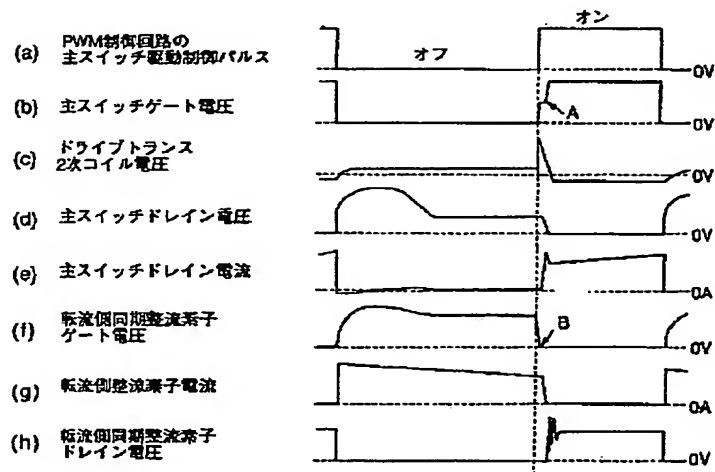 オン
(a) PWM制御回路の
主スイッチ駆動制御パルス
オフ
0V
(b) 主スイッチゲート電圧
A
0V
(c) ドライブトランス
2次コイル電圧
0V
(d) 主スイッチドレイン電圧
0V
(e) 主スイッチドレイン電流
0A
(f) 転流側同期整流素子
ゲート電圧
B
0V
(g) 転流側整流素子電流
0A
(h) 転流側同期整流素子
ドレイン電圧
0V